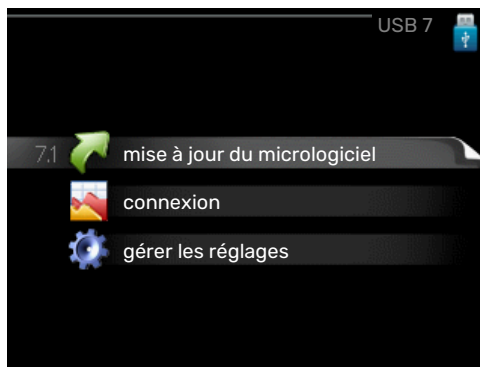 USB 7
7.1 mise à jour du micrologiciel
connexion
gérer les réglages